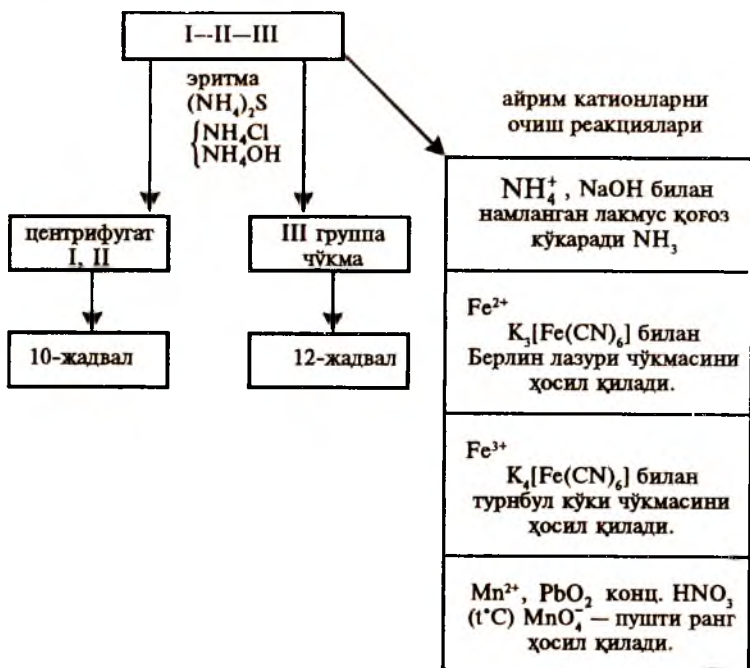 I--II—III
эритма
(NH₄)₂S
{NH₄Cl
NH₄OH
центрифугат
I, II
III группа
чўкма
10-жадвал
12-жадвал
айрим катионларни
очиш реакциялари
NH₄⁺, NaOH билан
намланган лакмус қоғоз
кўкаради NH₃
Fe²⁺
K₃[Fe(CN)₆] билан
Берлин лазури чўкмасини
ҳосил қилади.
Fe³⁺
K₄[Fe(CN)₆] билан
турнбул кўки чўкмасини
ҳосил қилади.
Mn²⁺, PbO₂ конц. HNO₃
(t°C) MnO₄⁻ — пушти ранг
ҳосил қилади.